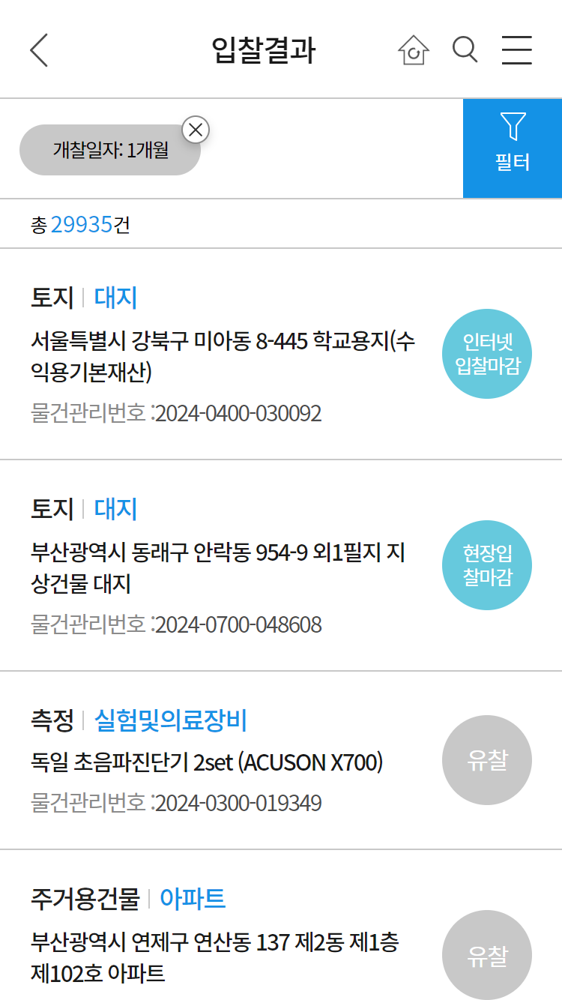 입찰결과
개찰일자: 1개월
필터
총 29935건
토지 대지
서울특별시 강북구 미아동 8-445 학교용지(수
익용기본재산)
물건관리번호 :2024-0400-030092
인터넷
입찰마감
토지 대지
부산광역시 동래구 안락동 954-9 외1필지 지
상건물 대지
물건관리번호 :2024-0700-048608
현장입
찰마감
측정 실험및의료장비
독일 초음파진단기 2set (ACUSON X700)
물건관리번호 :2024-0300-019349
유찰
주거용건물 아파트
부산광역시 연제구 연산동 137 제2동 제1층
제102호 아파트
유찰